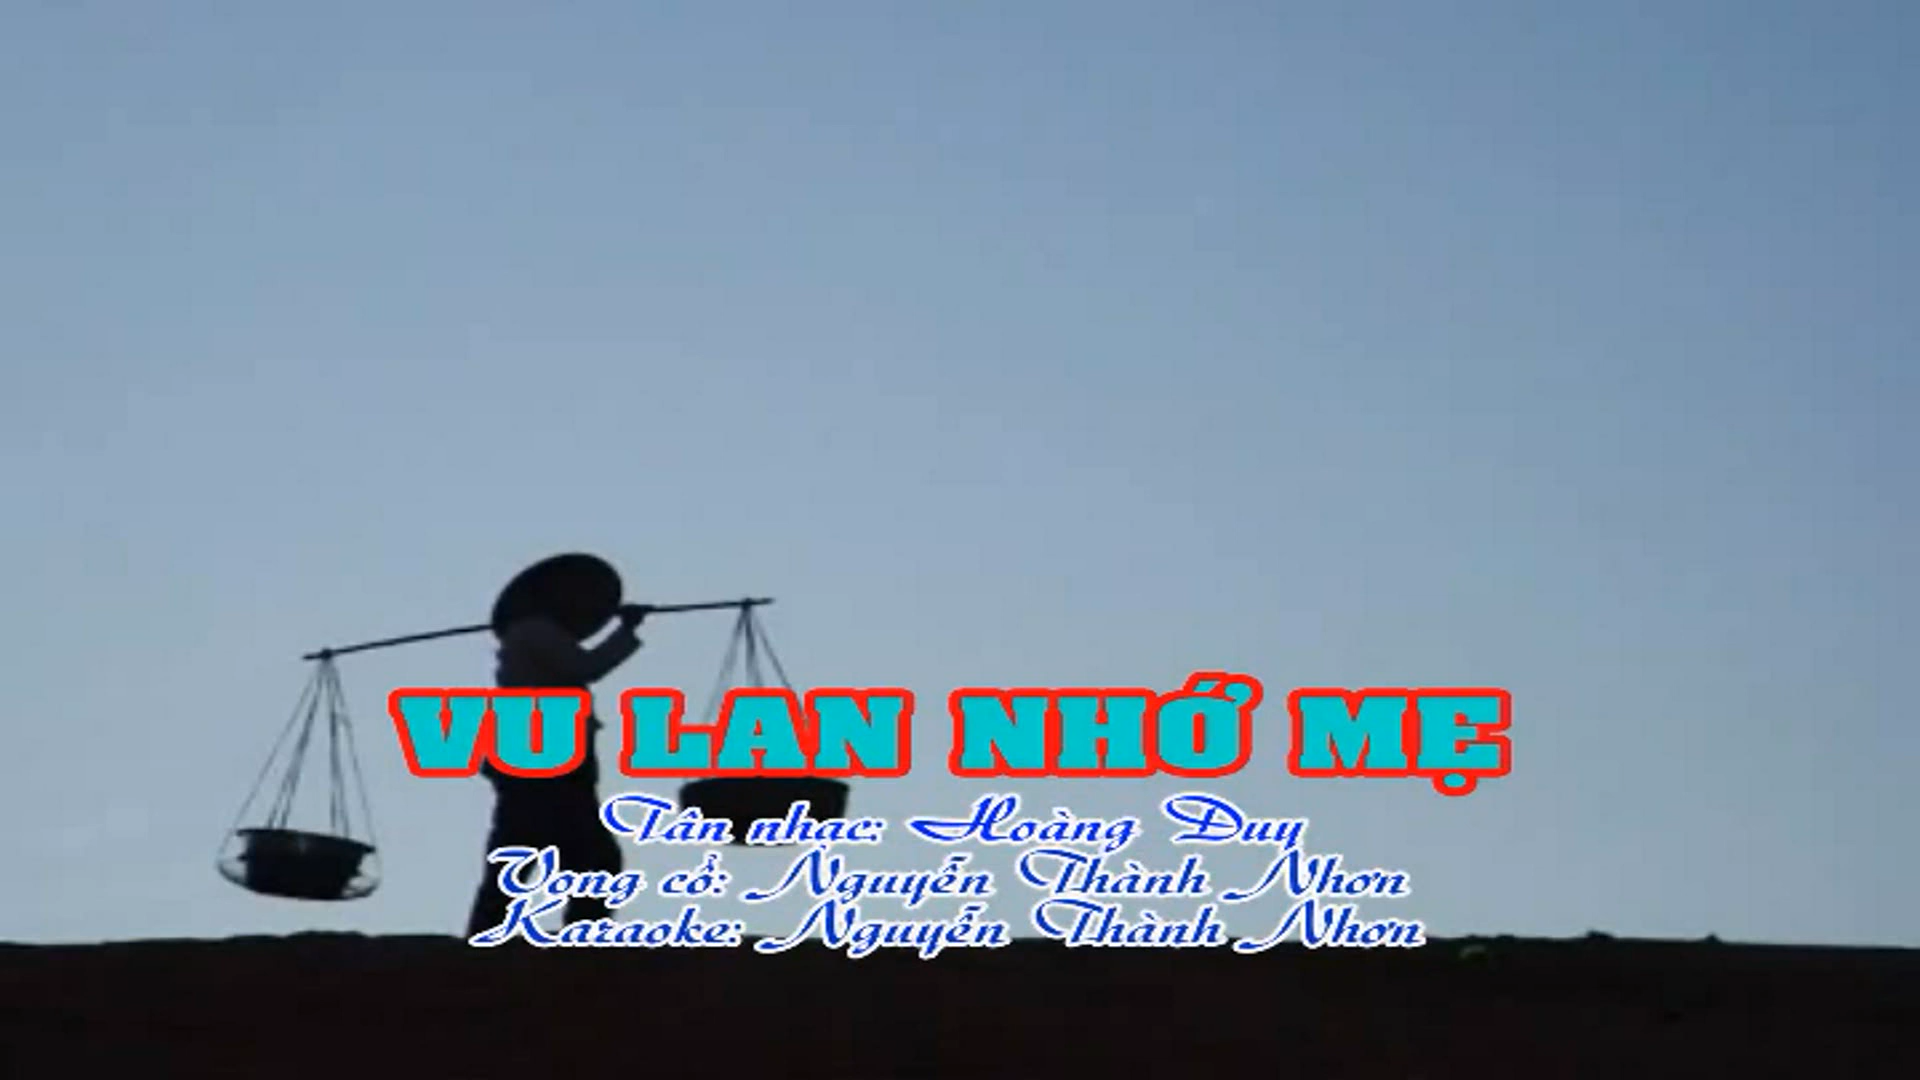 VU LAN NHỚ MẸ
Tân nhạc: Hoàng Duy
Vọng cổ: Nguyễn Thành Nhơn
Karaoke: Nguyễn Thành Nhơn